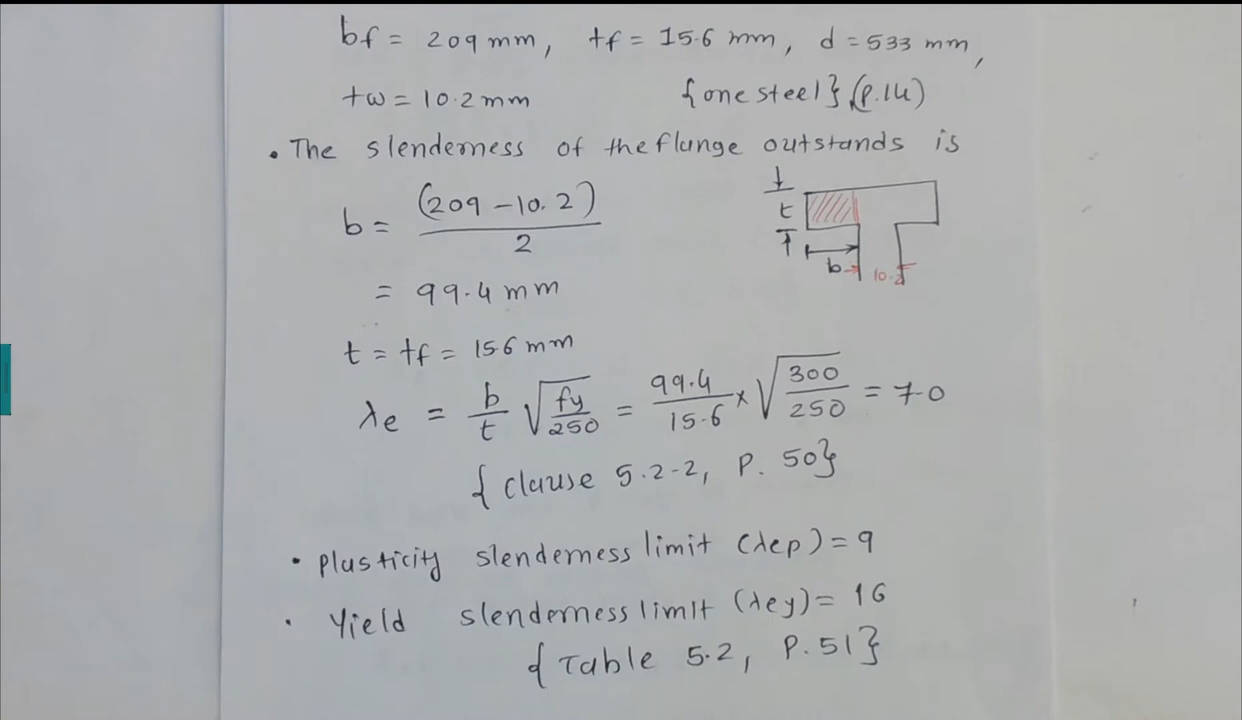 bf = 209 mm, tf = 15.6 mm, d = 533 mm,
tw = 10.2 mm {one steel} (P.14)
• The slenderness of the flange outstands is
b = (209 - 10.2) / 2
= 99.4 mm
t
b 10.2
t = tf = 15.6 mm
λe = b/t √(fy/250) = 99.4/15.6 × √(300/250) = 7.0
{clause 5.2.2, P. 50}
• Plasticity slenderness limit (λep) = 9
• Yield slenderness limit (λey) = 16
{Table 5.2, P.51}